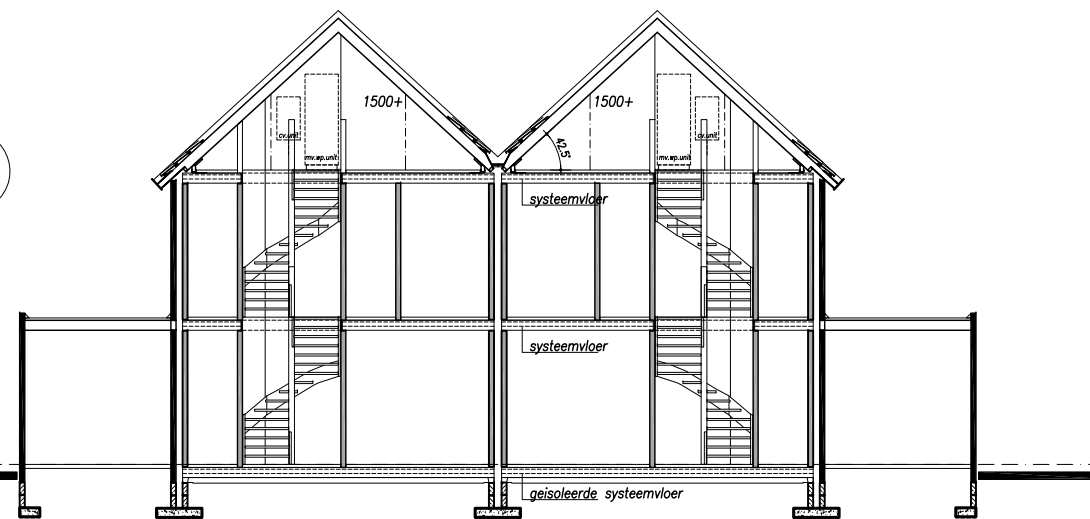 1500+
1500+
cv.unit
cv.unit
mv.wp.unit
mv.wp.unit
42.5°
systeemvloer
systeemvloer
geisoleerde systeemvloer